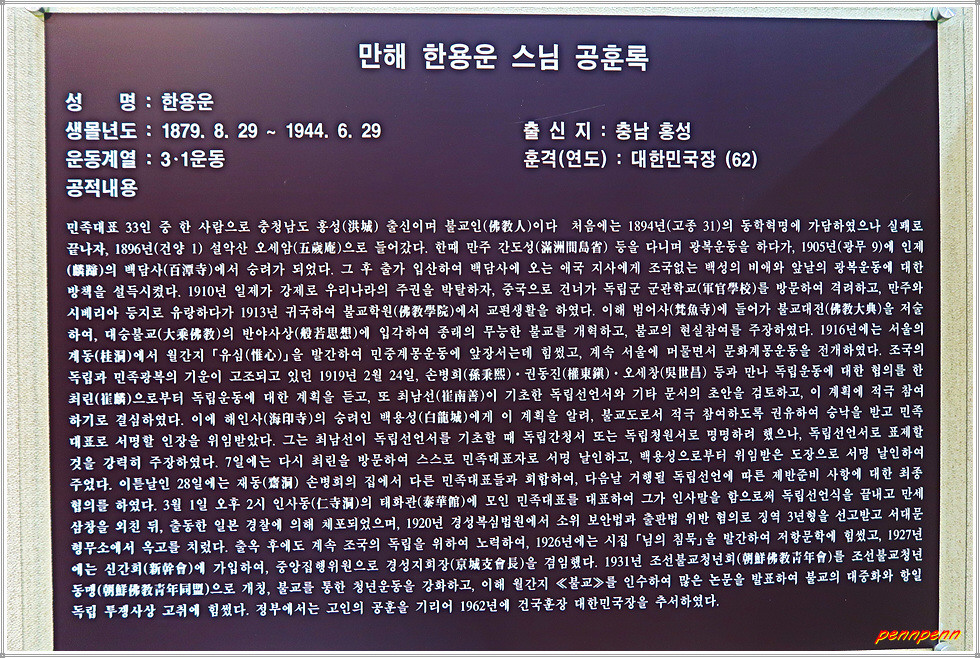 만해 한용운 스님 공훈록
성 명 : 한용운
생몰년도 : 1879. 8. 29 ~ 1944. 6. 29
출 신 지 : 충남 홍성
운동계열 : 3·1운동
훈격(연도) : 대한민국장 (62)
공적내용
민족대표 33인 중 한 사람으로 충청남도 홍성(洪城) 출신이며 불교인(佛敎人)이다 처음에는 1894년(고종 31)의 동학혁명에 가담하였으나 실패로
끝나자, 1896년(건양 1) 설악산 오세암(五歲庵)으로 들어갔다. 한때 만주 간도성(滿洲間島省) 등을 다니며 광복운동을 하다가, 1905년(광무 9)에 인제
(麟蹄)의 백담사(百潭寺)에서 승려가 되었다. 그 후 출가 입산하여 백담사에 오는 애국 지사에게 조국없는 백성의 비애와 앞날의 광복운동에 대한
방책을 설득시켰다. 1910년 일제가 강제로 우리나라의 주권을 박탈하자, 중국으로 건너가 독립군 군관학교(軍官學校)를 방문하여 격려하고, 만주와
시베리아 등지로 유랑하다가 1913년 귀국하여 불교학원(佛敎學院)에서 교편생활을 하였다. 이해 범어사(梵魚寺)에 들어가 불교대전(佛敎大典)을 저술
하여, 대승불교(大乘佛敎)의 반야사상(般若思想)에 입각하여 종래의 무능한 불교를 개혁하고, 불교의 현실참여를 주장하였다. 1916년에는 서울의
계동(桂洞)에서 월간지 「유심(惟心)」을 발간하여 민중계몽운동에 앞장서는데 힘썼고, 계속 서울에 머물면서 문화계몽운동을 전개하였다. 조국의
독립과 민족광복의 기운이 고조되고 있던 1919년 2월 24일, 손병희(孫秉熙)·권동진(權東鎭)·오세창(吳世昌) 등과 만나 독립운동에 대한 협의를 한
최린(崔麟)으로부터 독립운동에 대한 계획을 듣고, 또 최남선(崔南善)이 기초한 독립선언서와 기타 문서의 초안을 검토하고, 이 계획에 적극 참여
하기로 결심하였다. 이에 해인사(海印寺)의 승려인 백용성(白龍城)에게 이 계획을 알려, 불교도로서 적극 참여하도록 권유하여 승낙을 받고 민족
대표로 서명할 인장을 위임받았다. 그는 최남선이 독립선언서를 기초할 때 독립간청서 또는 독립청원서로 명명하려 했으나, 독립선언서로 표제할
것을 강력히 주장하였다. 7일에는 다시 최린을 방문하여 스스로 민족대표자로 서명 날인하고, 백용성으로부터 위임받은 도장으로 서명 날인하여
주었다. 이튿날인 28일에는 재동(齋洞) 손병희의 집에서 다른 민족대표들과 회합하여, 다음날 거행될 독립선언에 따른 제반준비 사항에 대한 최종
협의를 하였다. 3월 1일 오후 2시 인사동(仁寺洞)의 태화관(泰華館)에 모인 민족대표를 대표하여 그가 인사말을 함으로써 독립선언식을 끝내고 만세
삼창을 외친 뒤, 출동한 일본 경찰에 의해 체포되었으며, 1920년 경성복심법원에서 소위 보안법과 출판법 위반 혐의로 징역 3년형을 선고받고 서대문
형무소에서 옥고를 치렀다. 출옥 후에도 계속 조국의 독립을 위하여 노력하여, 1926년에는 시집 「님의 침묵」을 발간하여 저항문학에 힘썼고, 1927년
에는 신간회(新幹會)에 가입하여, 중앙집행위원으로 경성지회장(京城支會長)을 겸임했다. 1931년 조선불교청년회(朝鮮佛敎靑年會)를 조선불교청년
동맹(朝鮮佛敎靑年同盟)으로 개칭, 불교를 통한 청년운동을 강화하고, 이해 월간지 ≪불교≫를 인수하여 많은 논문을 발표하여 불교의 대중화와 항일
독립 투쟁사상 고취에 힘썼다. 정부에서는 고인의 공훈을 기리어 1962년에 건국훈장 대한민국장을 추서하였다.
pennpenn